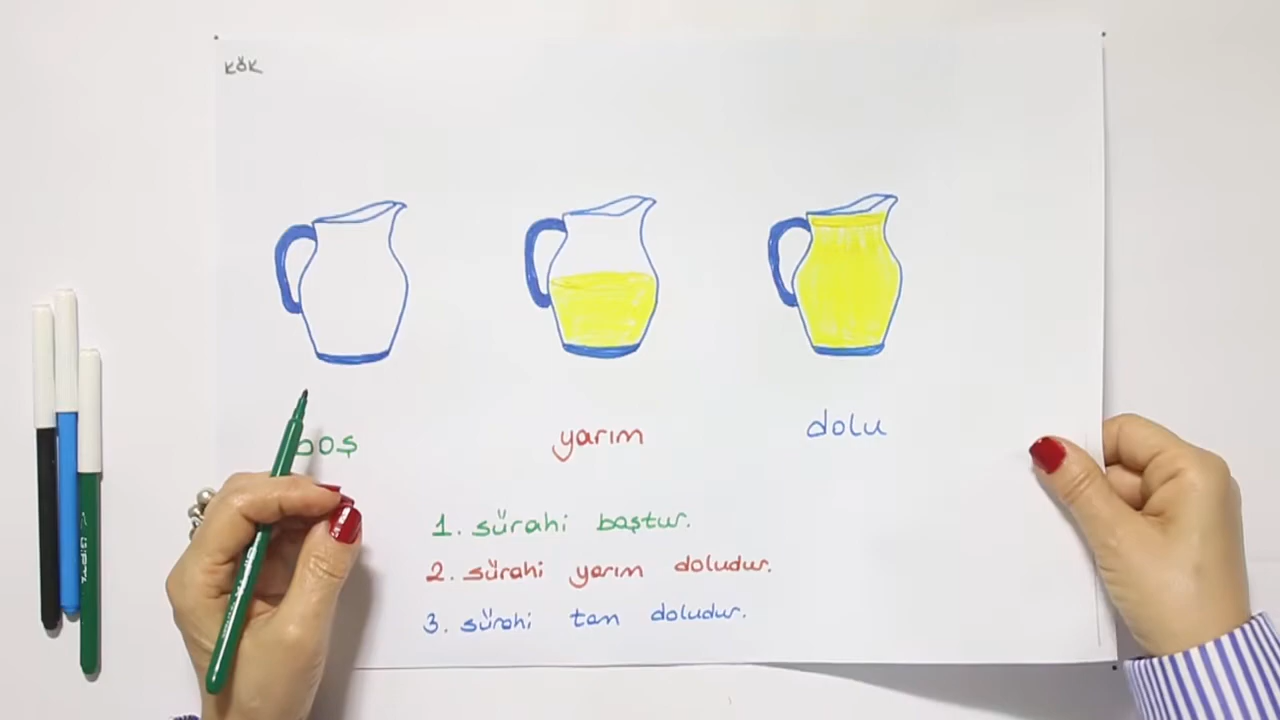 KÖK
boş yarım dolu
1. sürahi boştur.
2. sürahi yarım doludur.
3. sürahi tam doludur.